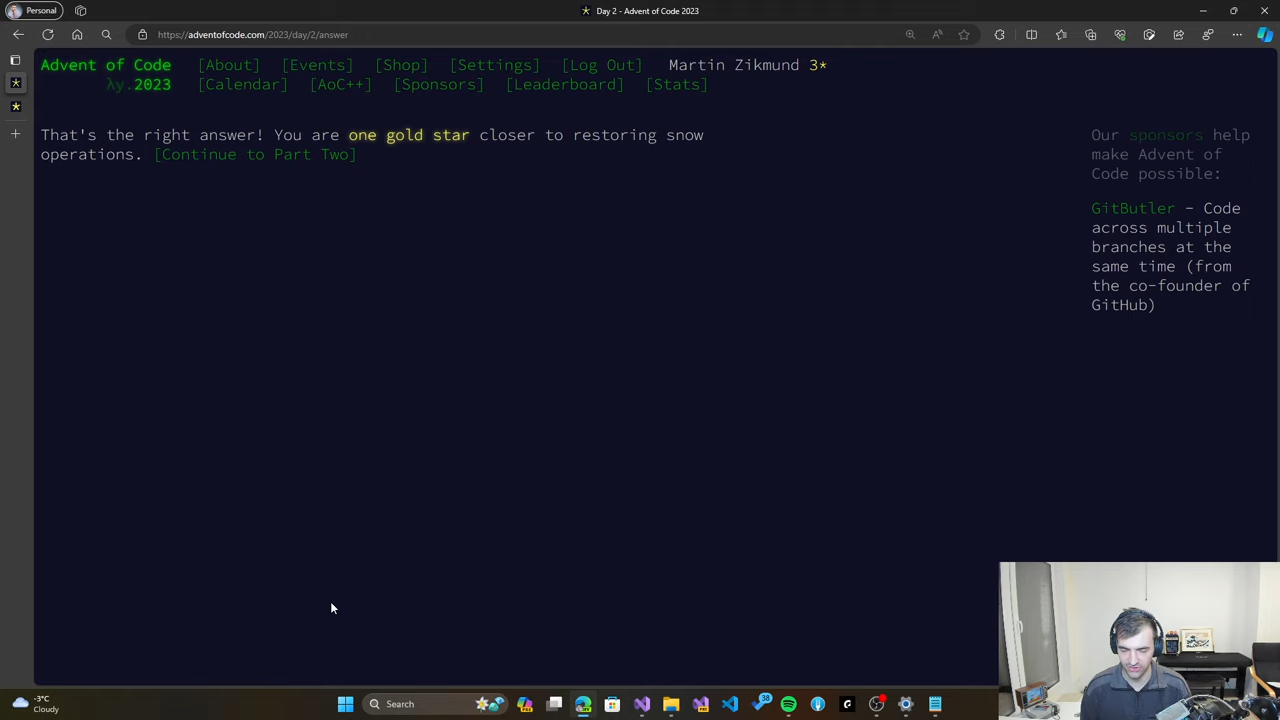 Personal
Day 2 - Advent of Code 2023
https://adventofcode.com/2023/day/2/answer
Advent of Code [About] [Events] [Shop] [Settings] [Log Out] Martin Zikmund 3*
λy.2023 [Calendar] [AoC++] [Sponsors] [Leaderboard] [Stats]
That's the right answer! You are one gold star closer to restoring snow
operations. [Continue to Part Two]
Our sponsors help
make Advent of
Code possible:
GitButler - Code
across multiple
branches at the
same time (from
the co-founder of
GitHub)
-3°C
Cloudy
Search
38